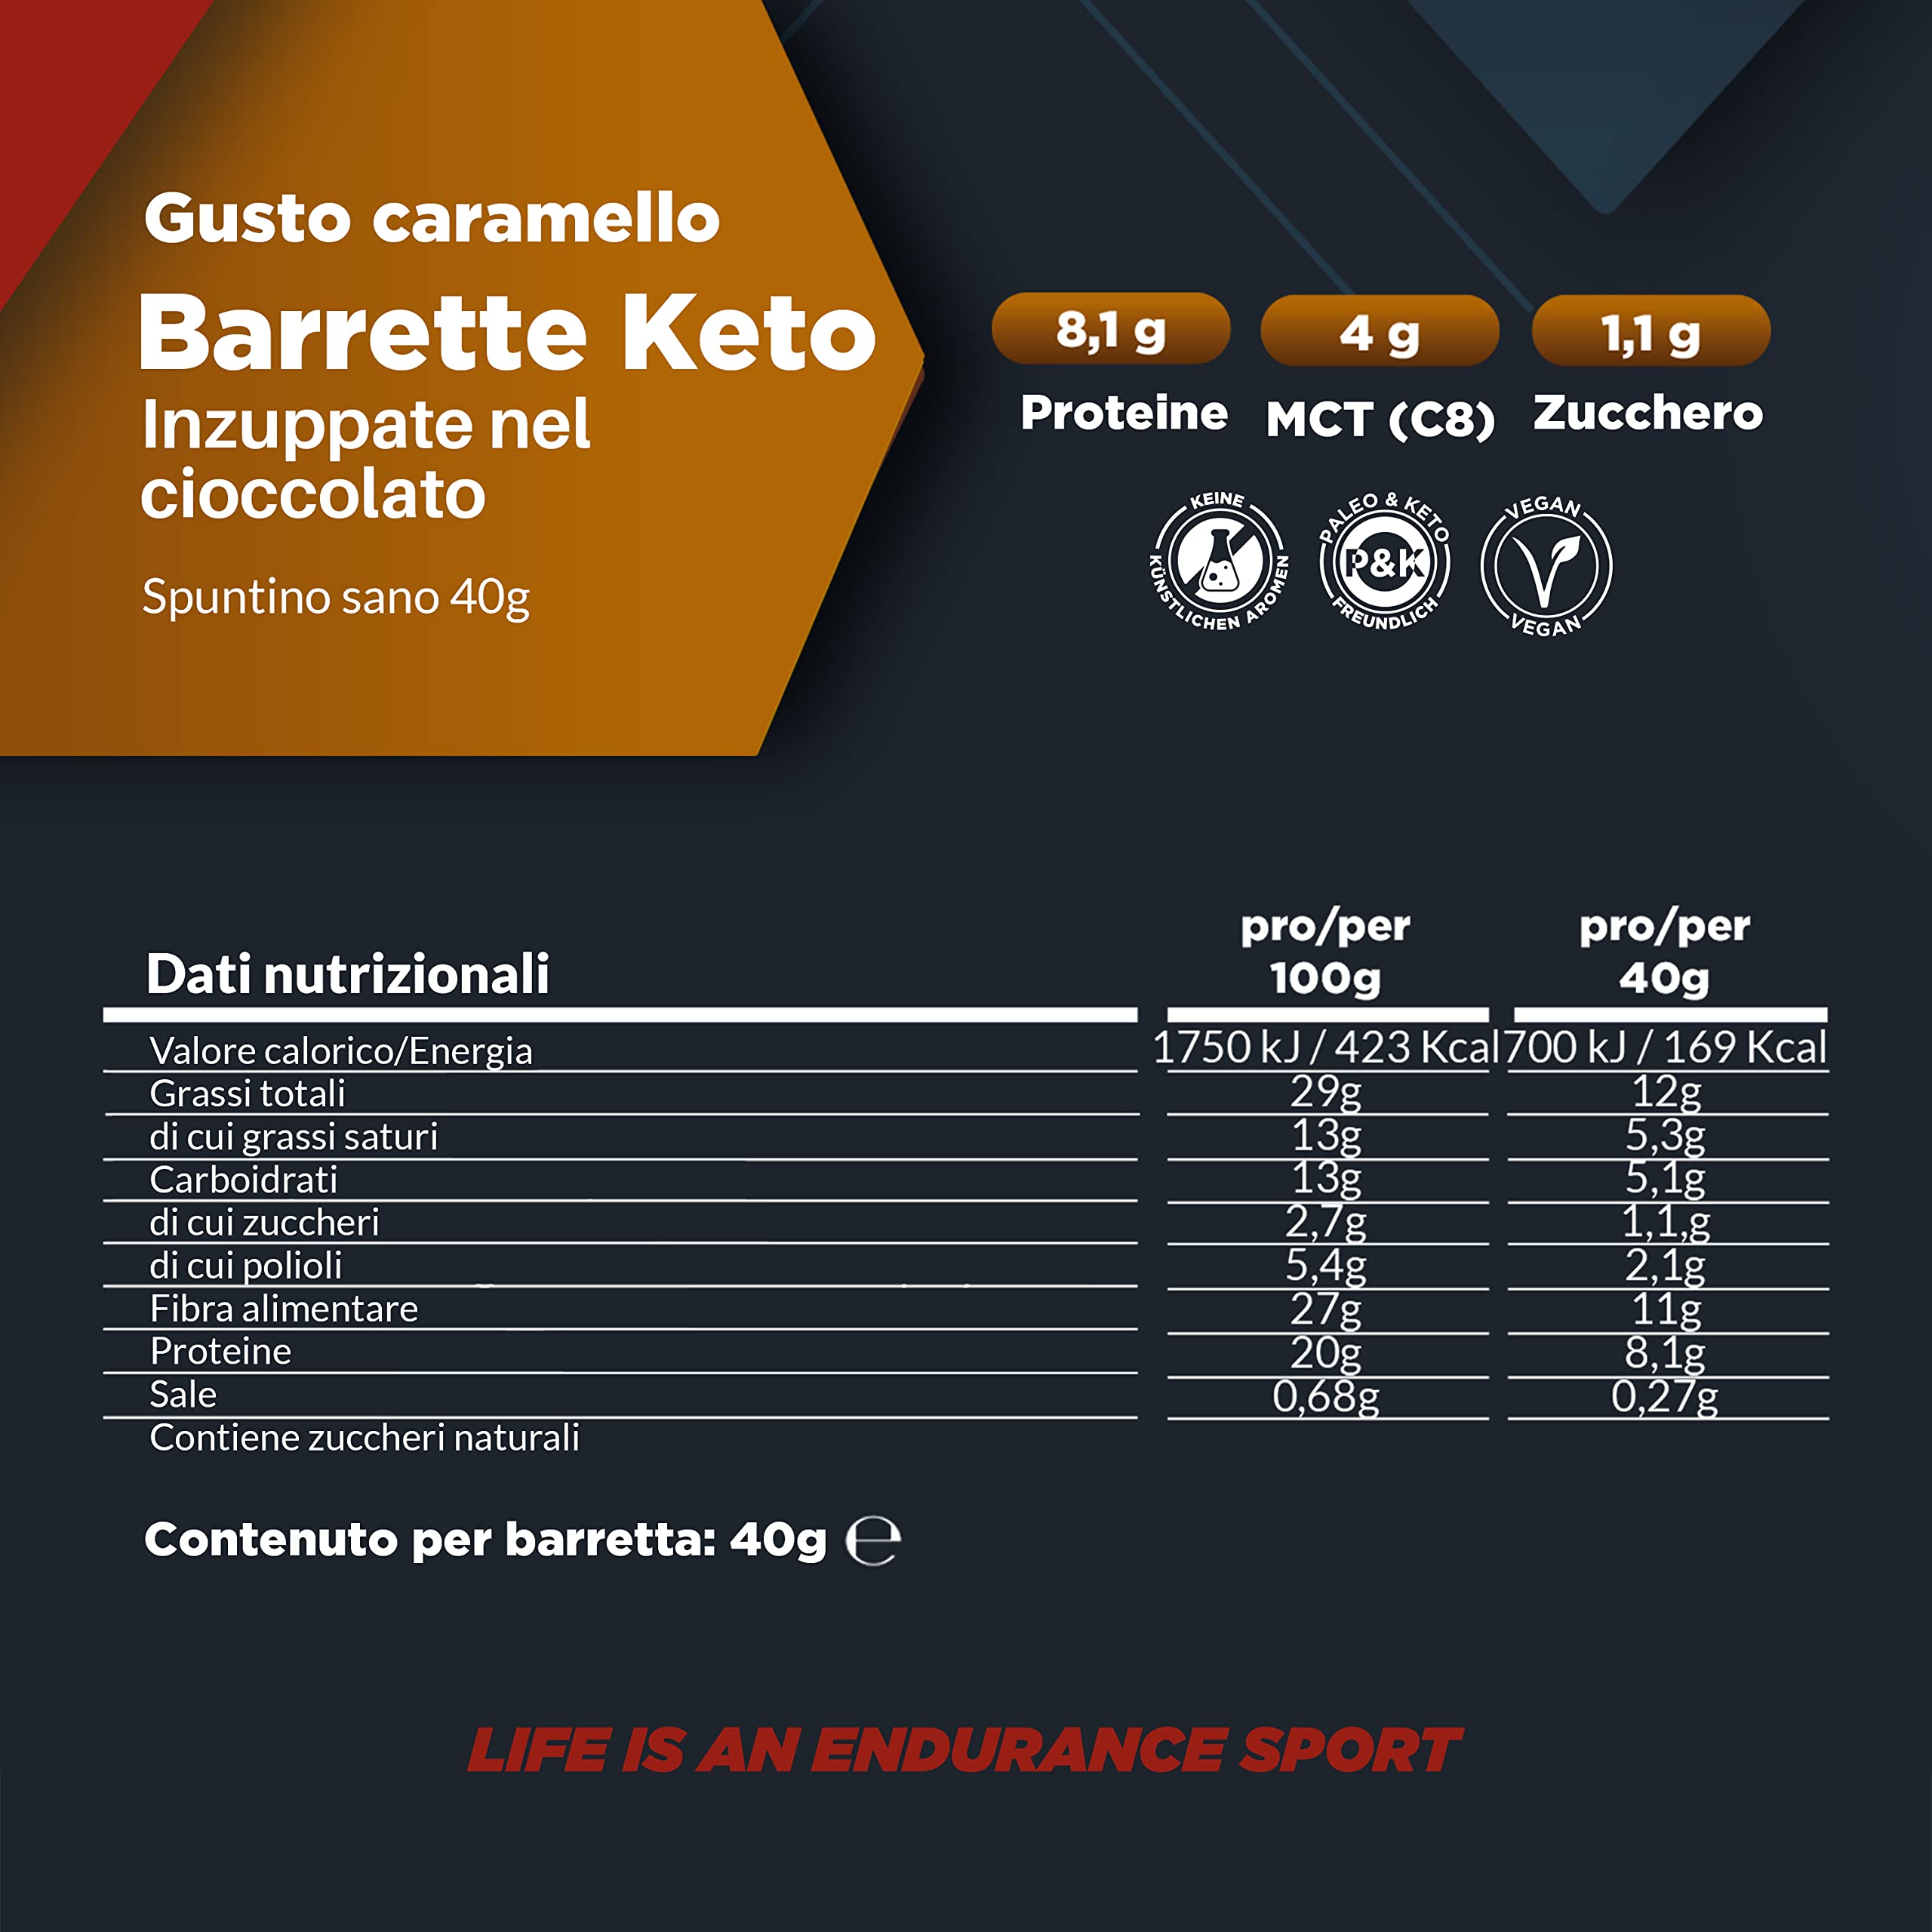 Gusto caramello
Barrette Keto
Inzuppate nel
cioccolato
Spuntino sano 40g
8,1 g
4 g
1,1 g
Proteine
MCT (C8)
Zucchero
KEINE
KÜNSTLICHEN AROMEN
PALEO & KETO
P&K
FREUNDLICH
VEGAN
VEGAN
Dati nutrizionali
pro/per
100g
pro/per
40g
Valore calorico/Energia 1750 kJ / 423 Kcal 700 kJ / 169 Kcal
Grassi totali 29g 12g
di cui grassi saturi 13g 5,3g
Carboidrati 13g 5,1g
di cui zuccheri 2,7g 1,1,g
di cui polioli 5,4g 2,1g
Fibra alimentare 27g 11g
Proteine 20g 8,1g
Sale 0,68g 0,27g
Contiene zuccheri naturali
Contenuto per barretta: 40g ℮
LIFE IS AN ENDURANCE SPORT